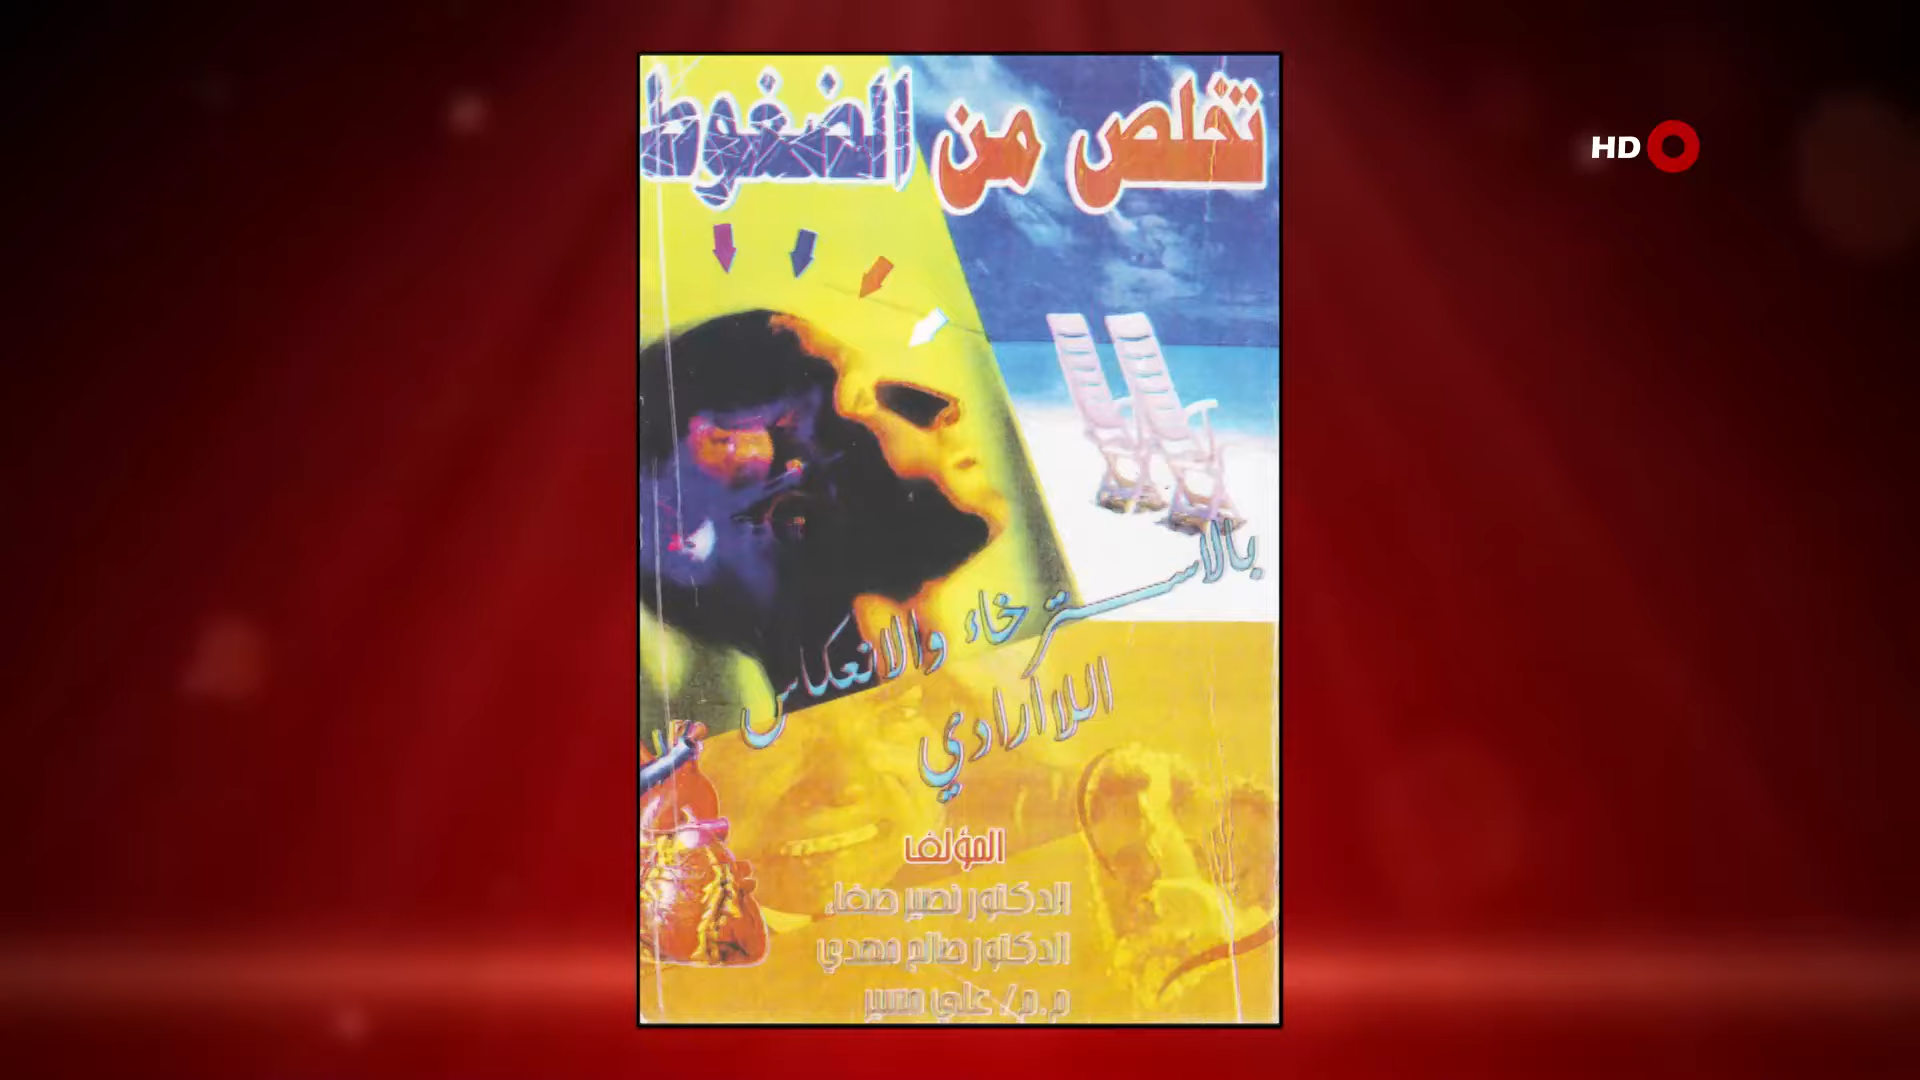 تخلص من الضغوط
HD
بالاسترخاء والانعكاس
اللاارادي
المؤلف
الدكتور نصير صفاء
الدكتور صالح مهدي
م.م/ علي مسير